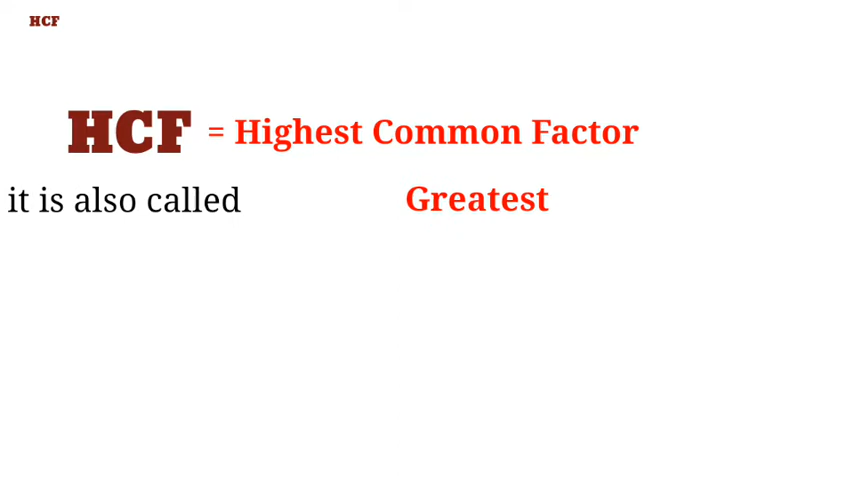 HCF
HCF = Highest Common Factor
it is also called Greatest